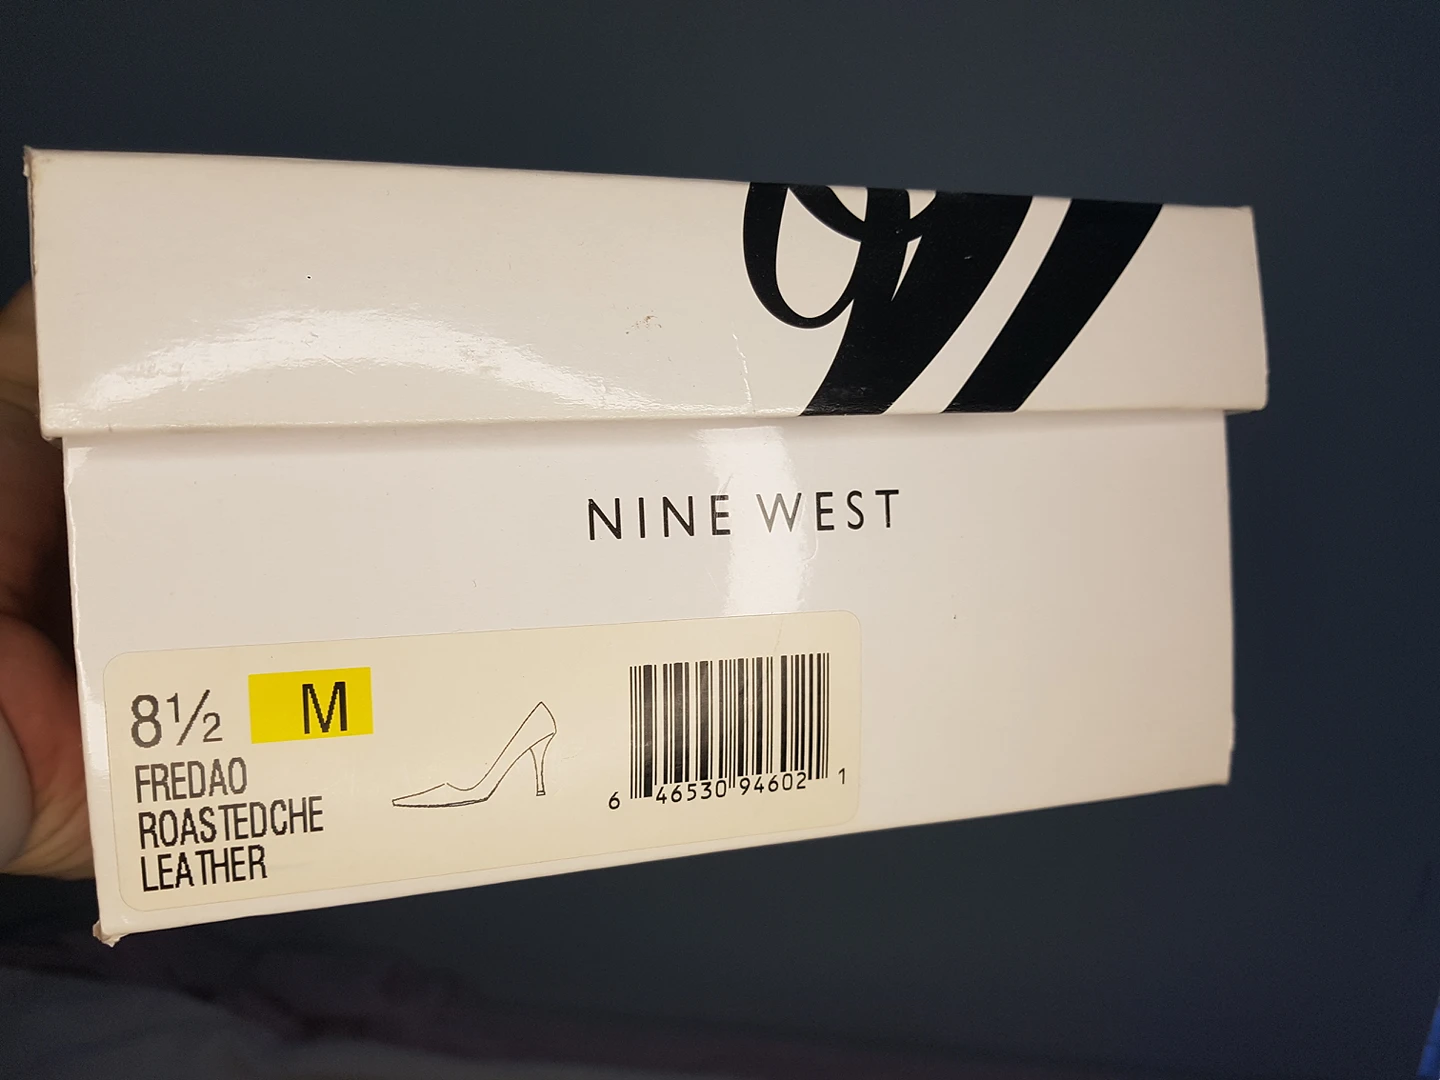 NINE WEST
8½ M
FREDAO
ROASTEDCHE
LEATHER
6 46530 94602 1